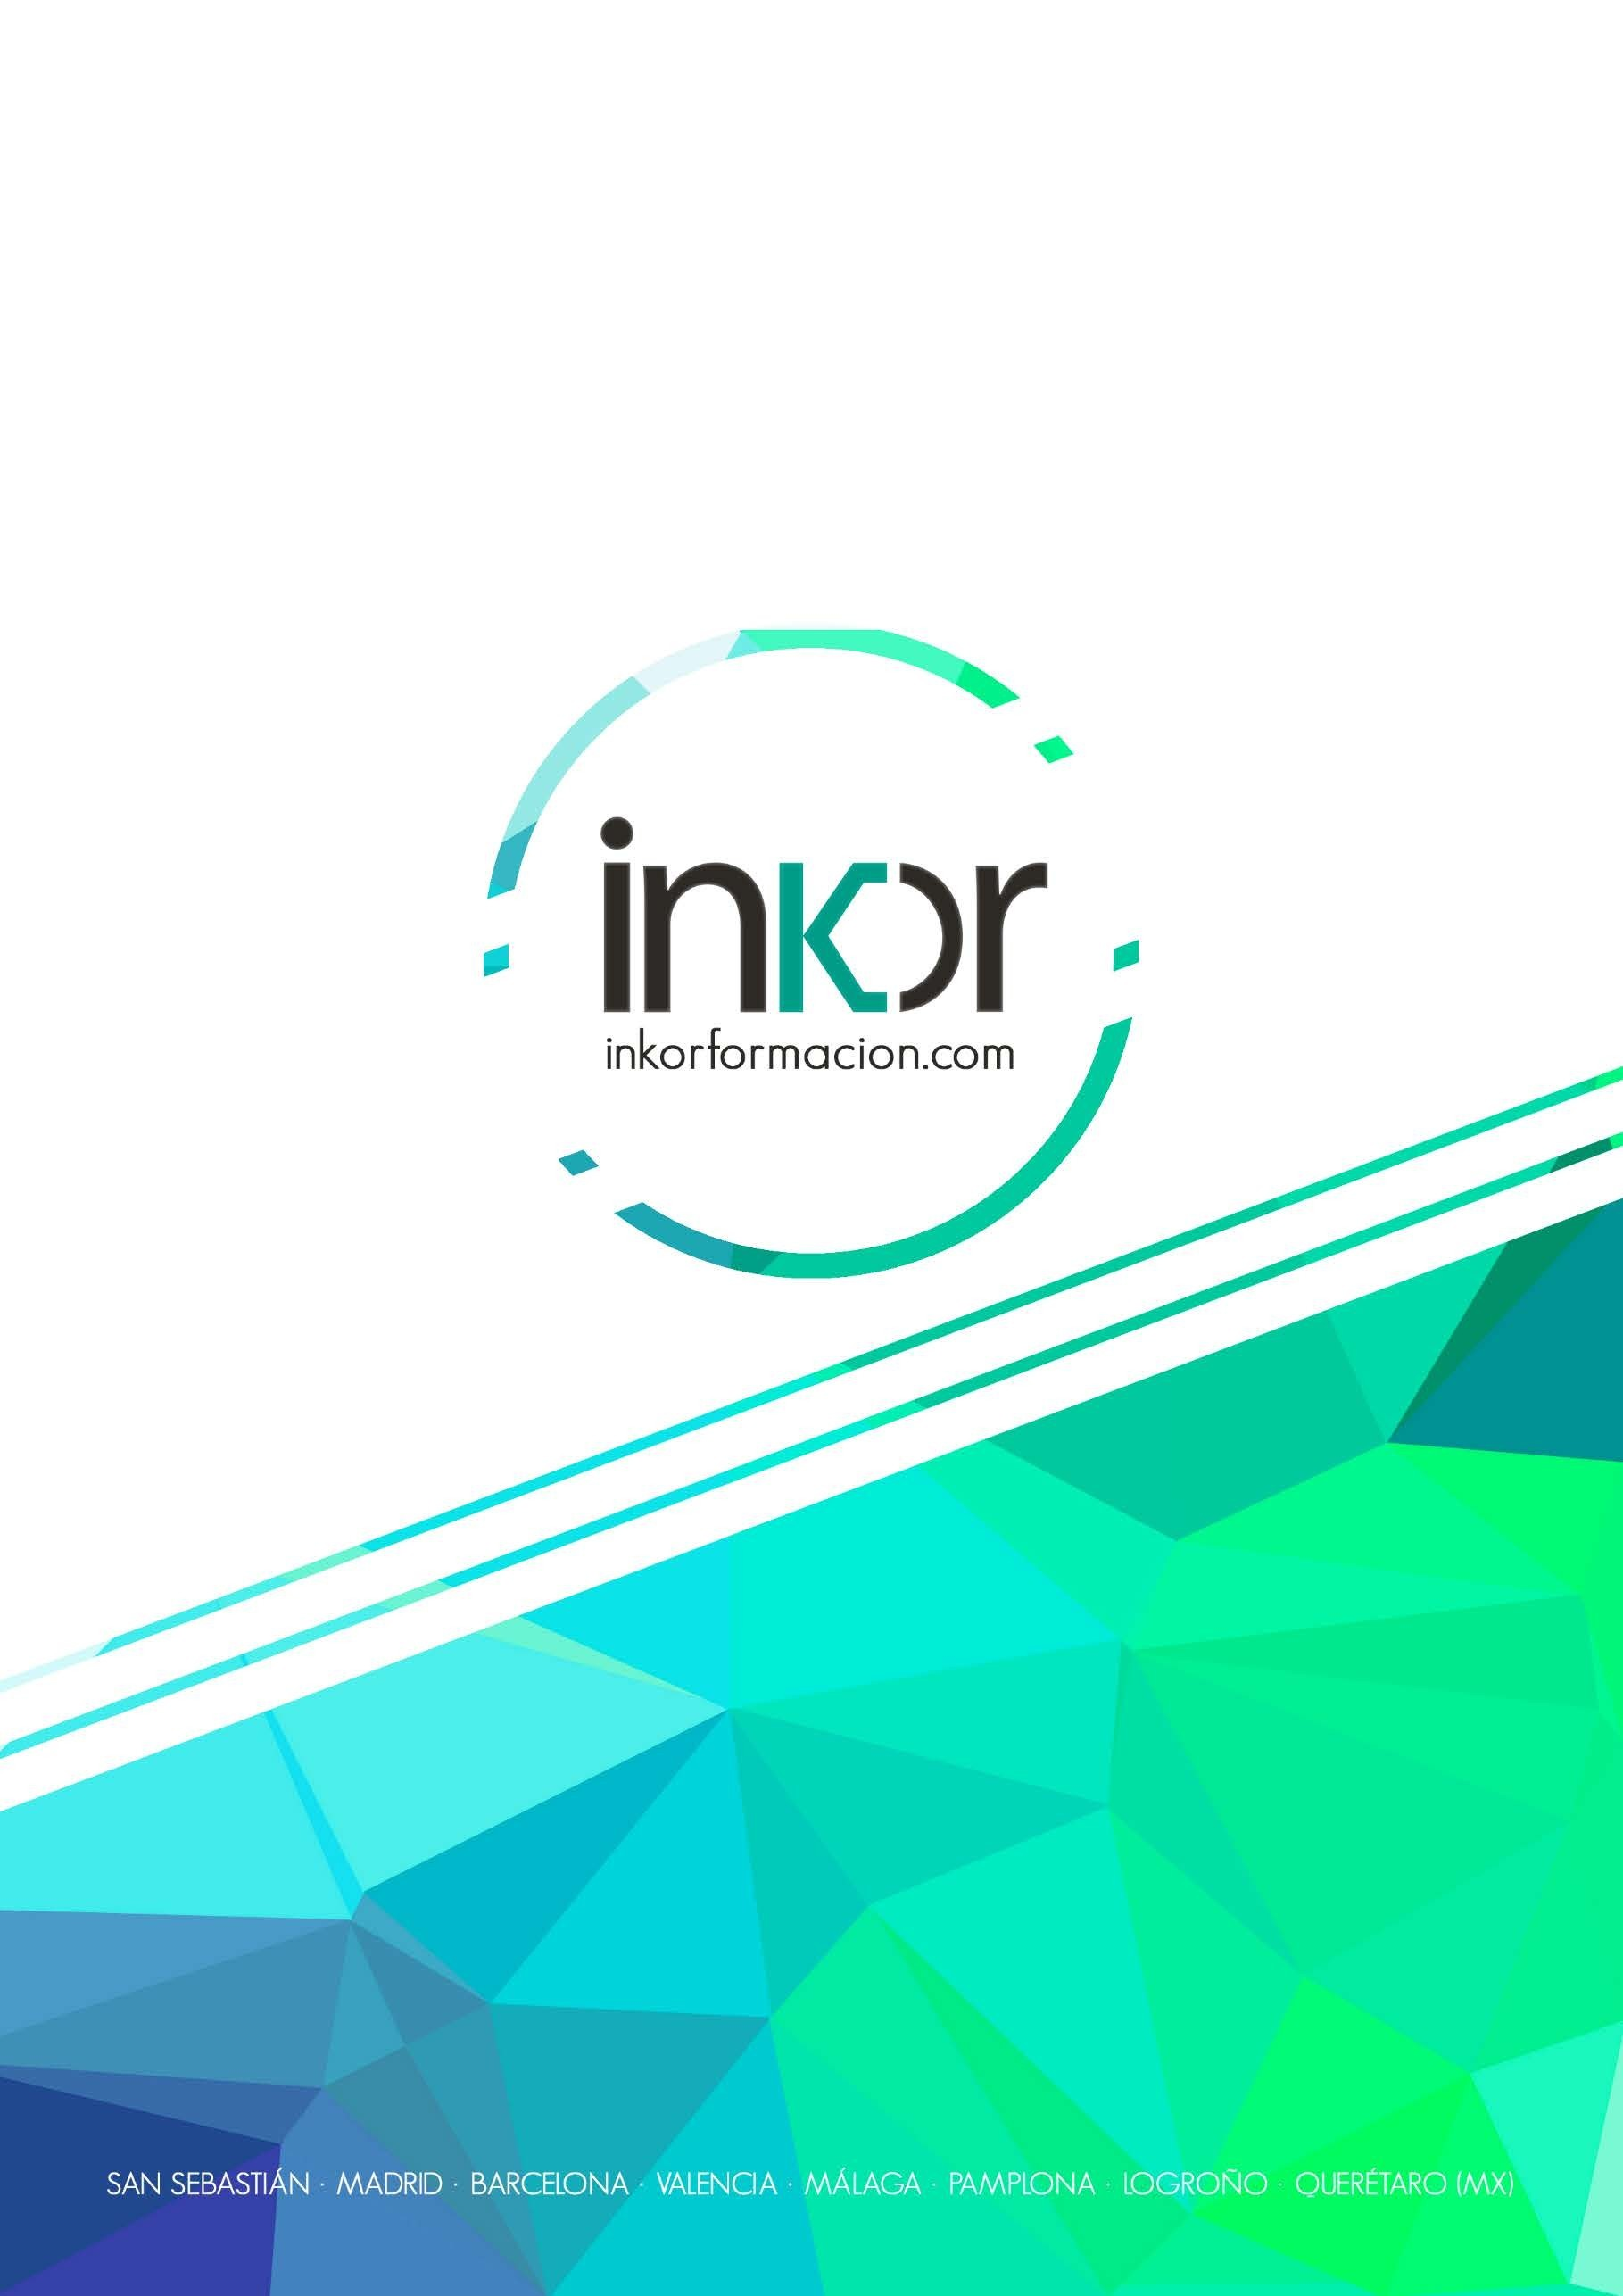 inkor
inkorformacion.com
SAN SEBASTIÁN · MADRID · BARCELONA · VALENCIA · MÁLAGA · PAMPLONA · LOGROÑO · QUERÉTARO (MX)